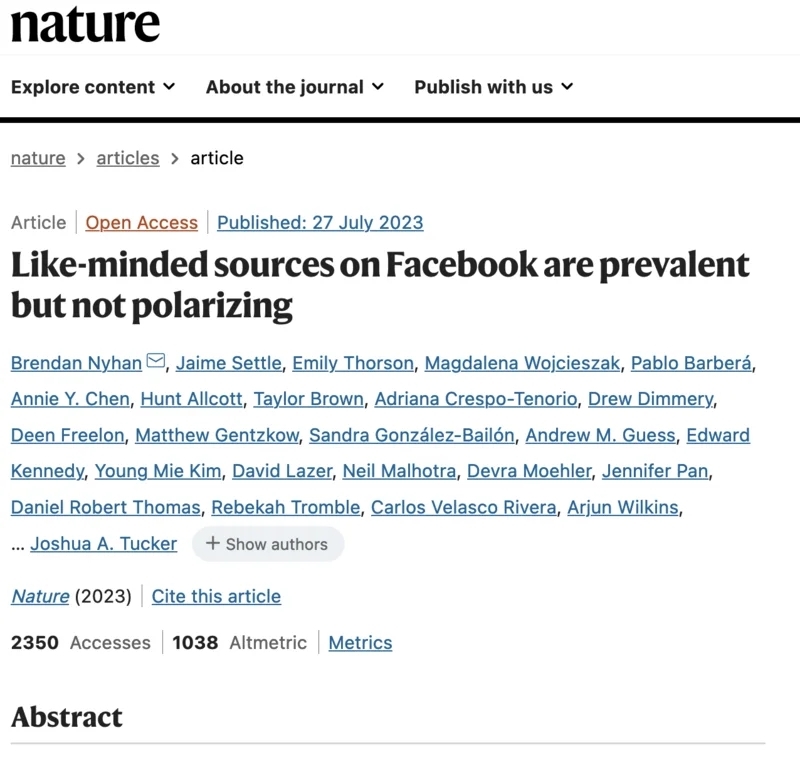 nature
Explore content About the journal Publish with us
nature > articles > article
Article | Open Access | Published: 27 July 2023
Like-minded sources on Facebook are prevalent
but not polarizing
Brendan Nyhan, Jaime Settle, Emily Thorson, Magdalena Wojcieszak, Pablo Barberá,
Annie Y. Chen, Hunt Allcott, Taylor Brown, Adriana Crespo-Tenorio, Drew Dimmery,
Deen Freelon, Matthew Gentzkow, Sandra González-Bailón, Andrew M. Guess, Edward
Kennedy, Young Mie Kim, David Lazer, Neil Malhotra, Devra Moehler, Jennifer Pan,
Daniel Robert Thomas, Rebekah Tromble, Carlos Velasco Rivera, Arjun Wilkins,
... Joshua A. Tucker + Show authors
Nature (2023) | Cite this article
2350 Accesses | 1038 Altmetric | Metrics
Abstract